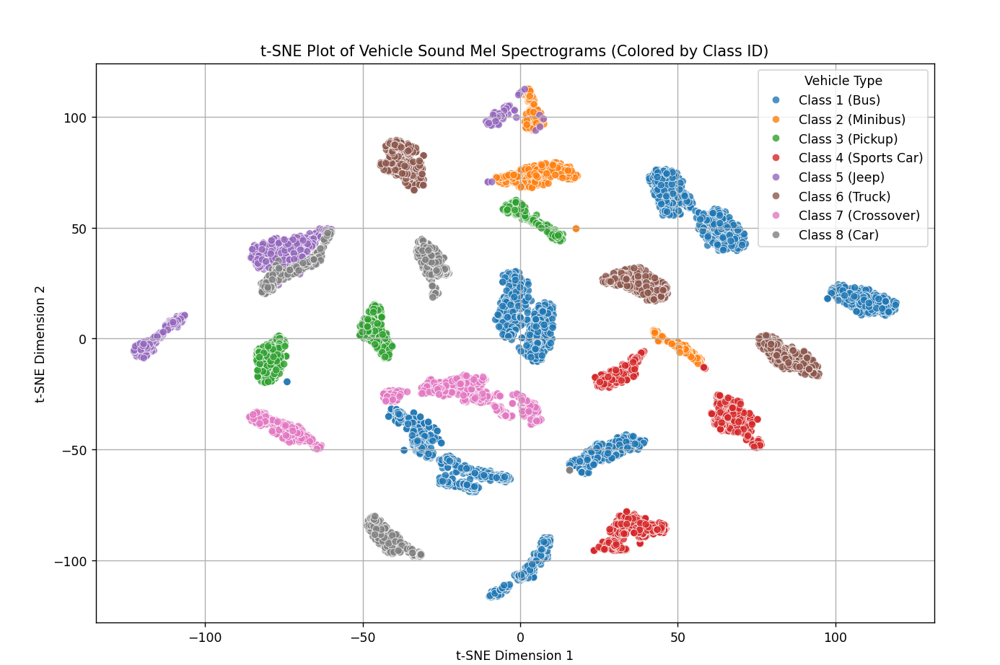 t-SNE Plot of Vehicle Sound Mel Spectrograms (Colored by Class ID)
Vehicle Type
Class 1 (Bus)
Class 2 (Minibus)
Class 3 (Pickup)
Class 4 (Sports Car)
Class 5 (Jeep)
Class 6 (Truck)
Class 7 (Crossover)
Class 8 (Car)
t-SNE Dimension 2
100
50
0
−50
−100
−100
−50
0
50
100
t-SNE Dimension 1